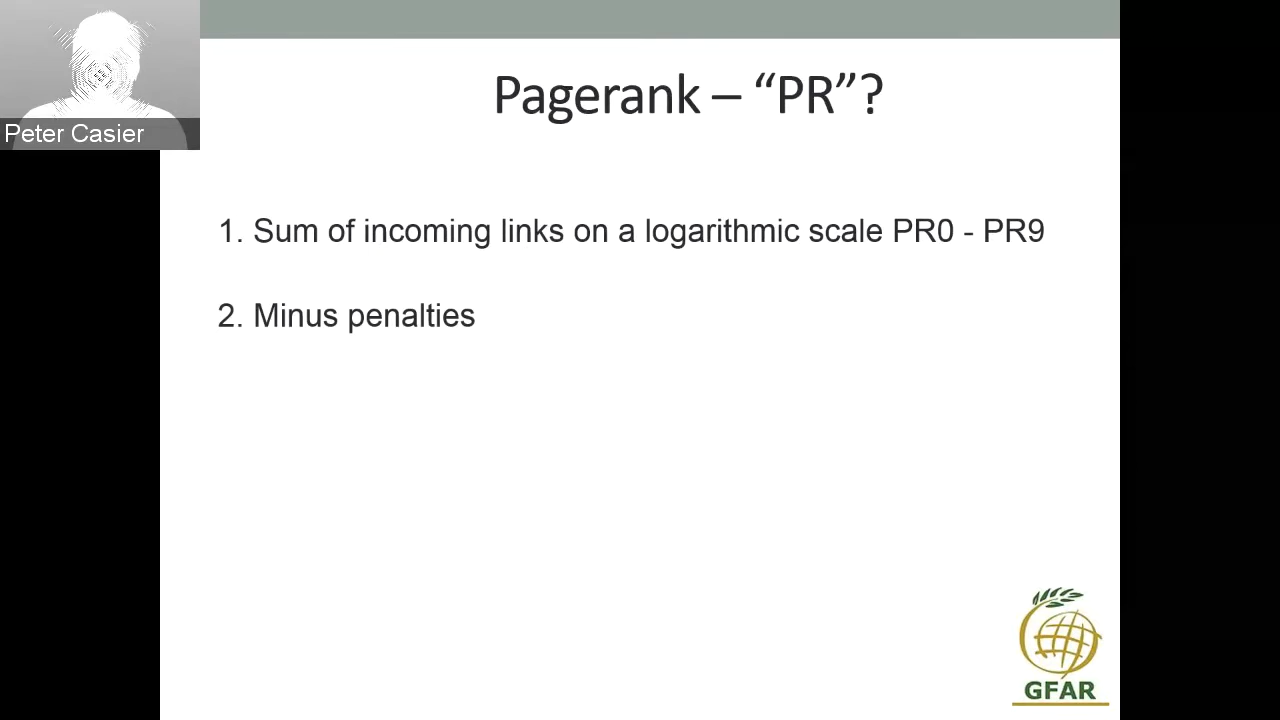 Peter Casier
Pagerank – “PR”?
1. Sum of incoming links on a logarithmic scale PR0 - PR9
2. Minus penalties
GFAR